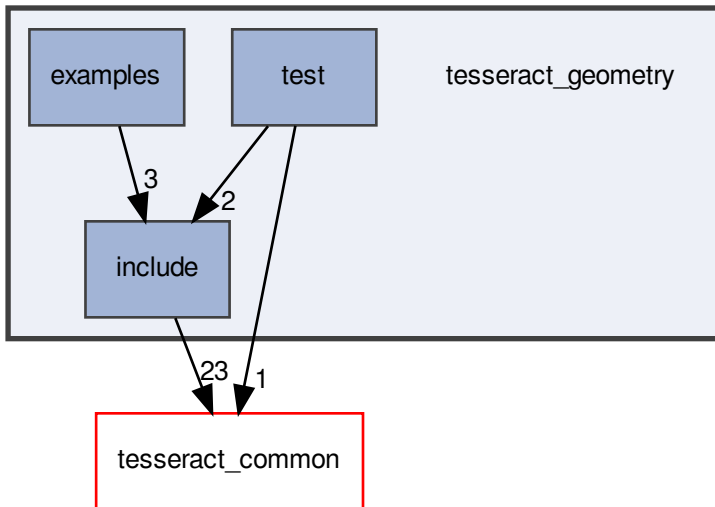 examples
test
tesseract_geometry
3
2
include
23
1
tesseract_common